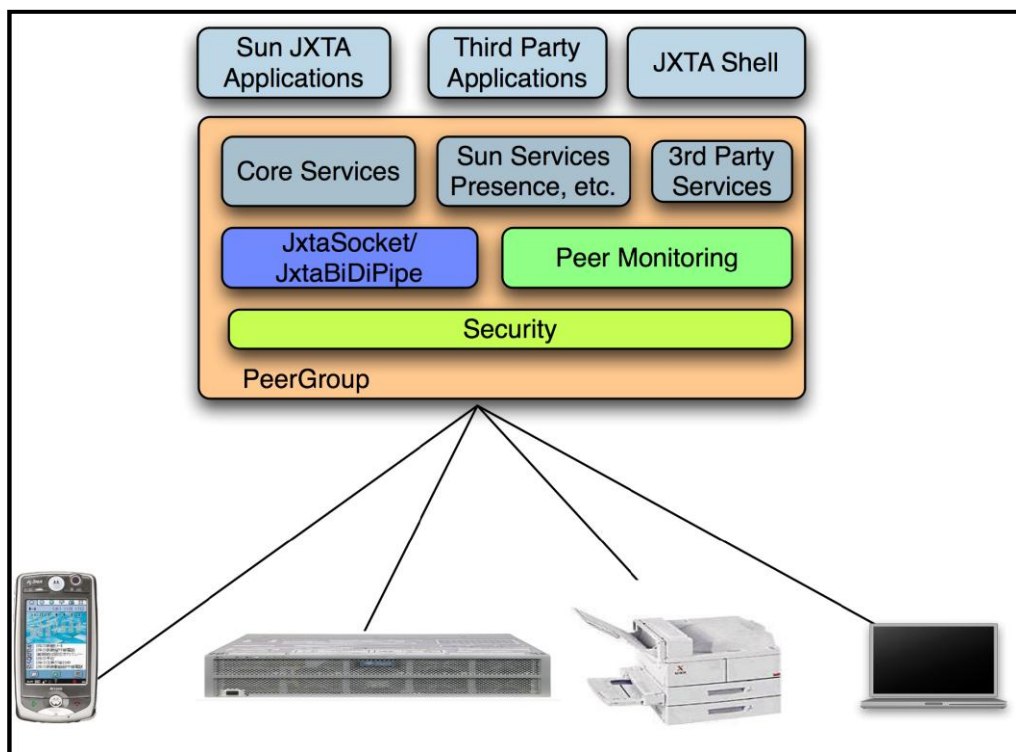 Sun JXTA
Applications
Third Party
Applications
JXTA Shell
Core Services
Sun Services
Presence, etc.
3rd Party
Services
JxtaSocket/
JxtaBiDiPipe
Peer Monitoring
Security
PeerGroup